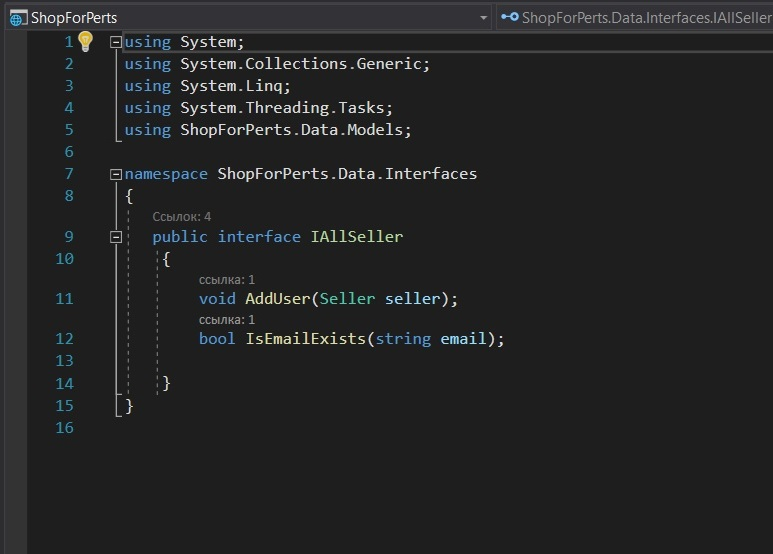 ShopForPerts
ShopForPerts.Data.Interfaces.IAllSeller
1 using System;
2 using System.Collections.Generic;
3 using System.Linq;
4 using System.Threading.Tasks;
5 using ShopForPerts.Data.Models;
6
7 namespace ShopForPerts.Data.Interfaces
8 {
Ссылок: 4
9 public interface IAllSeller
10 {
ссылка: 1
11 void AddUser(Seller seller);
ссылка: 1
12 bool IsEmailExists(string email);
13
14 }
15 }
16